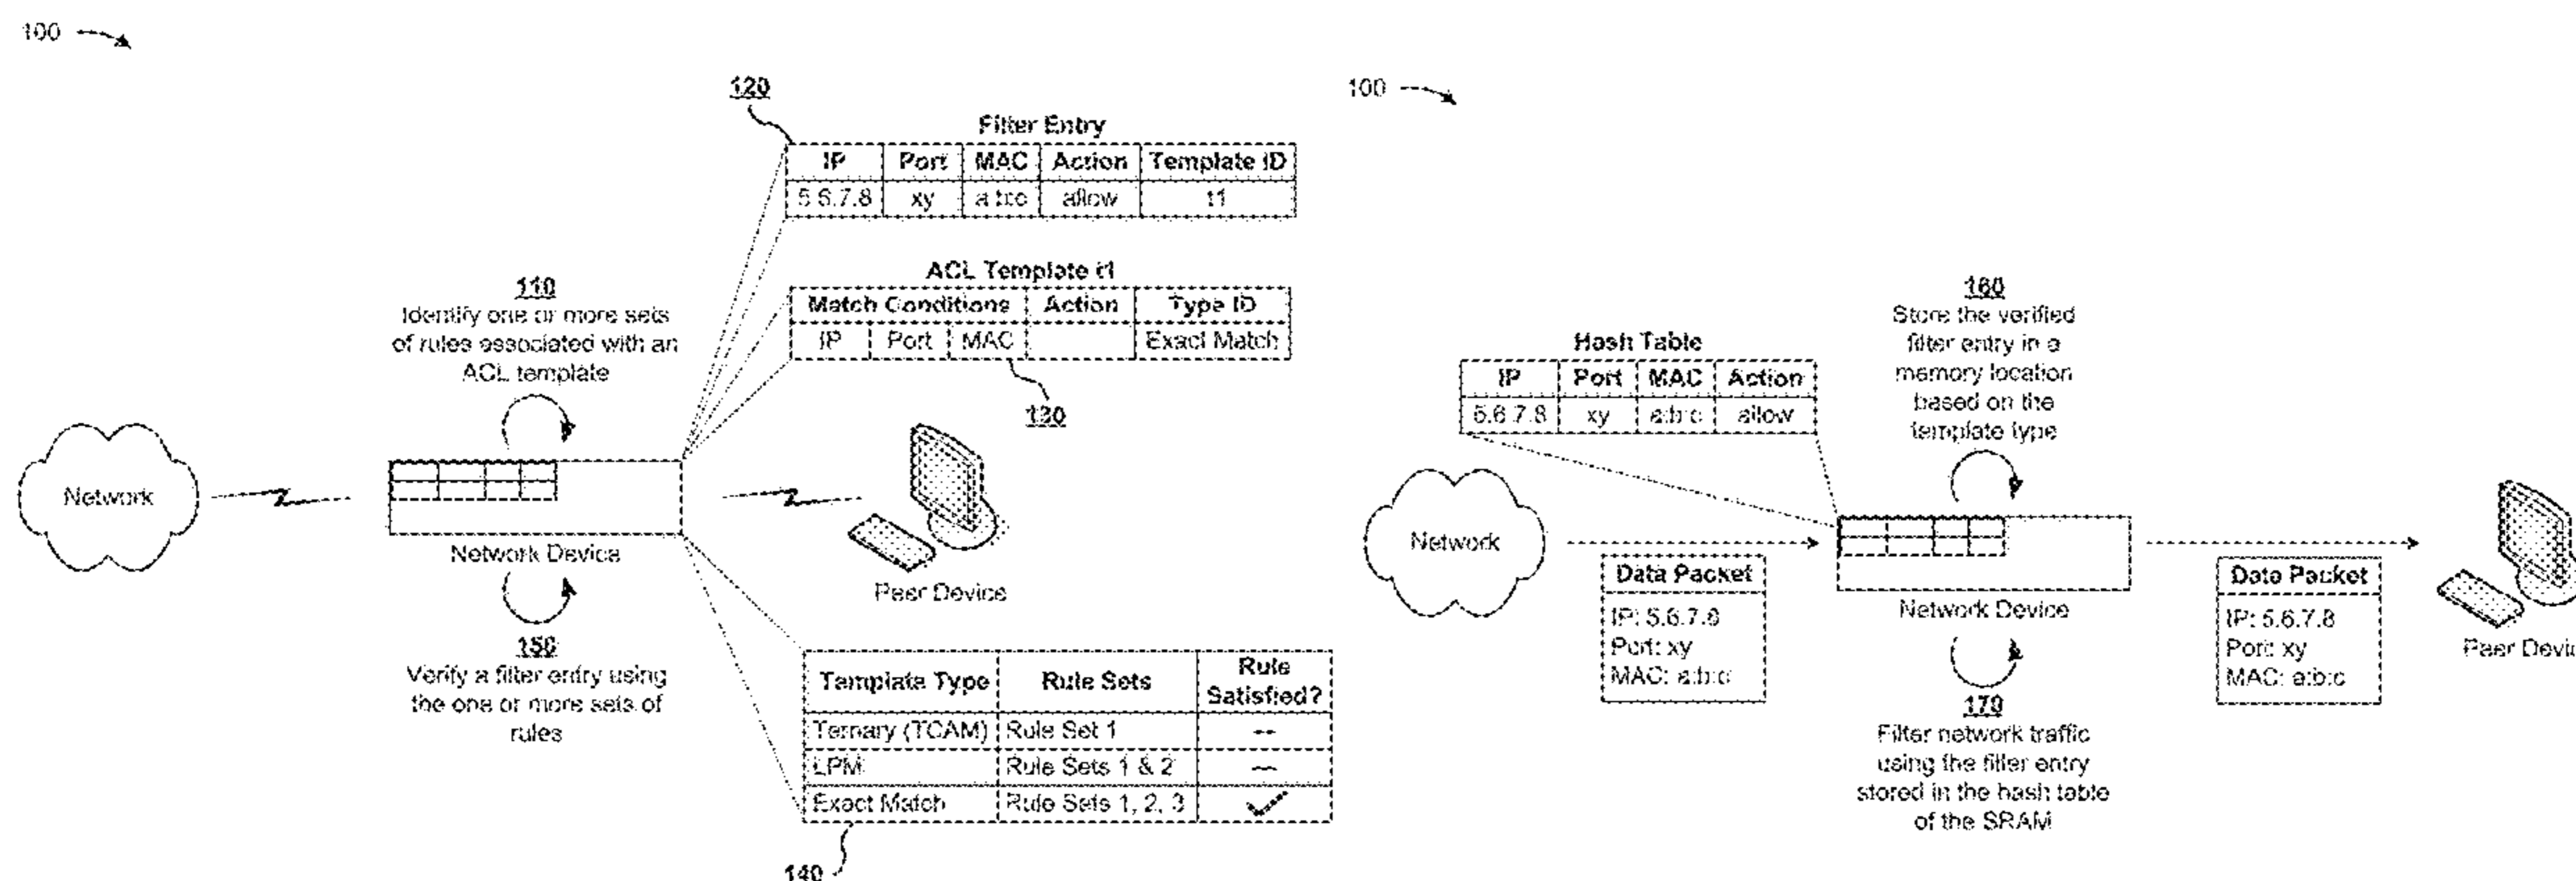 100
120
Filter Entry
IP Port MAC Action Template ID
5.6.7.8 xy a:b:c allow t1
ACL Template t1
Match Conditions Action Type ID
IP Port MAC Exact Match
130
110
Identify one or more sets
of rules associated with an
ACL template
Network
Network Device
Peer Device
150
Verify a filter entry using
the one or more sets of
rules
Template Type Rule Sets Rule Satisfied?
Ternary (TCAM) Rule Set 1 --
LPM Rule Sets 1 & 2 --
Exact Match Rule Sets 1, 2, 3 ✓
140
100
160
Store the verified
filter entry in a
memory location
based on the
template type
Hash Table
IP Port MAC Action
5.6.7.8 xy a:b:c allow
Network
Data Packet
IP: 5.6.7.8
Port: xy
MAC: a:b:c
Network Device
Data Packet
IP: 5.6.7.8
Port: xy
MAC: a:b:c
Peer Devic
170
Filter network traffic
using the filter entry
stored in the hash table
of the SRAM